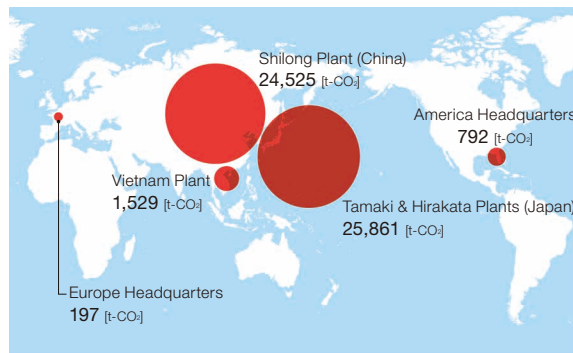 Shilong Plant (China)
24,525 [t-CO₂]
America Headquarters
792 [t-CO₂]
Vietnam Plant
1,529 [t-CO₂]
Tamaki & Hirakata Plants (Japan)
25,861 [t-CO₂]
Europe Headquarters
197 [t-CO₂]